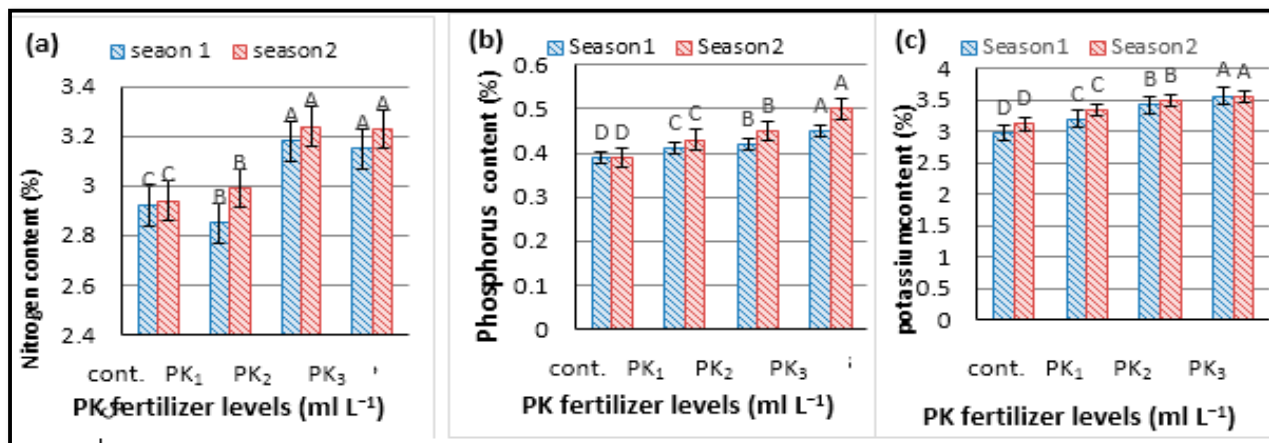 (a)
seaon 1 season2
Nitrogen content (%)
3.4
3.2
3
2.8
2.6
2.4
C C B B A A A A
cont. PK₁ PK₂ PK₃
PK fertilizer levels (ml L⁻¹)
(b)
Season1 Season2
Phosphorus content (%)
0.6
0.5
0.4
0.3
0.2
0.1
0
D D C C B B A A
cont. PK₁ PK₂ PK₃
PK fertilizer levels (ml L⁻¹)
(c)
Season1 Season2
potassiumcontent (%)
4
3.5
3
2.5
2
1.5
1
0.5
0
D D C C B B A A
cont. PK₁ PK₂ PK₃
PK fertilizer levels (ml L⁻¹)